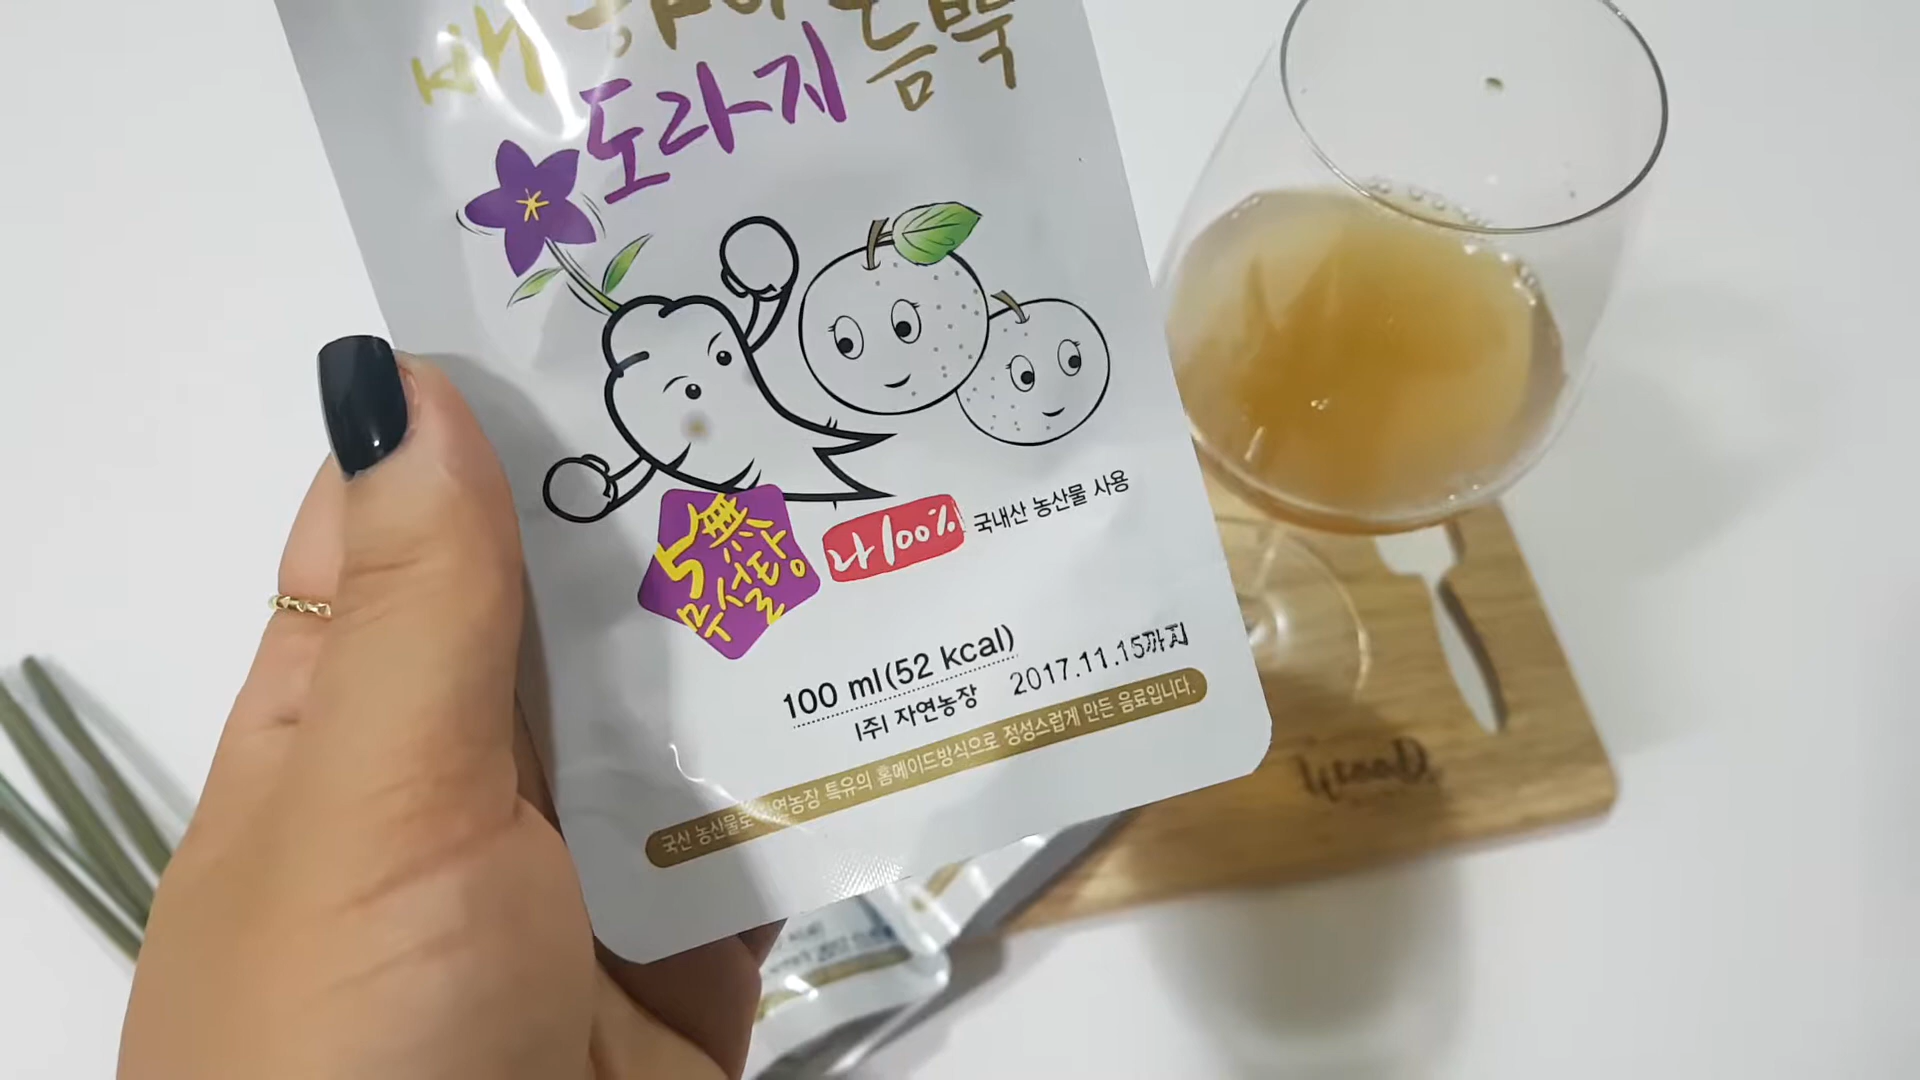 배 듬뿍
도라지
5無
무설탕
나100% 국내산 농산물 사용
100 ml(52 kcal)
(주) 자연농장 2017.11.15까지
국산 농산물로 자연농장 특유의 홈메이드방식으로 정성스럽게 만든 음료입니다.